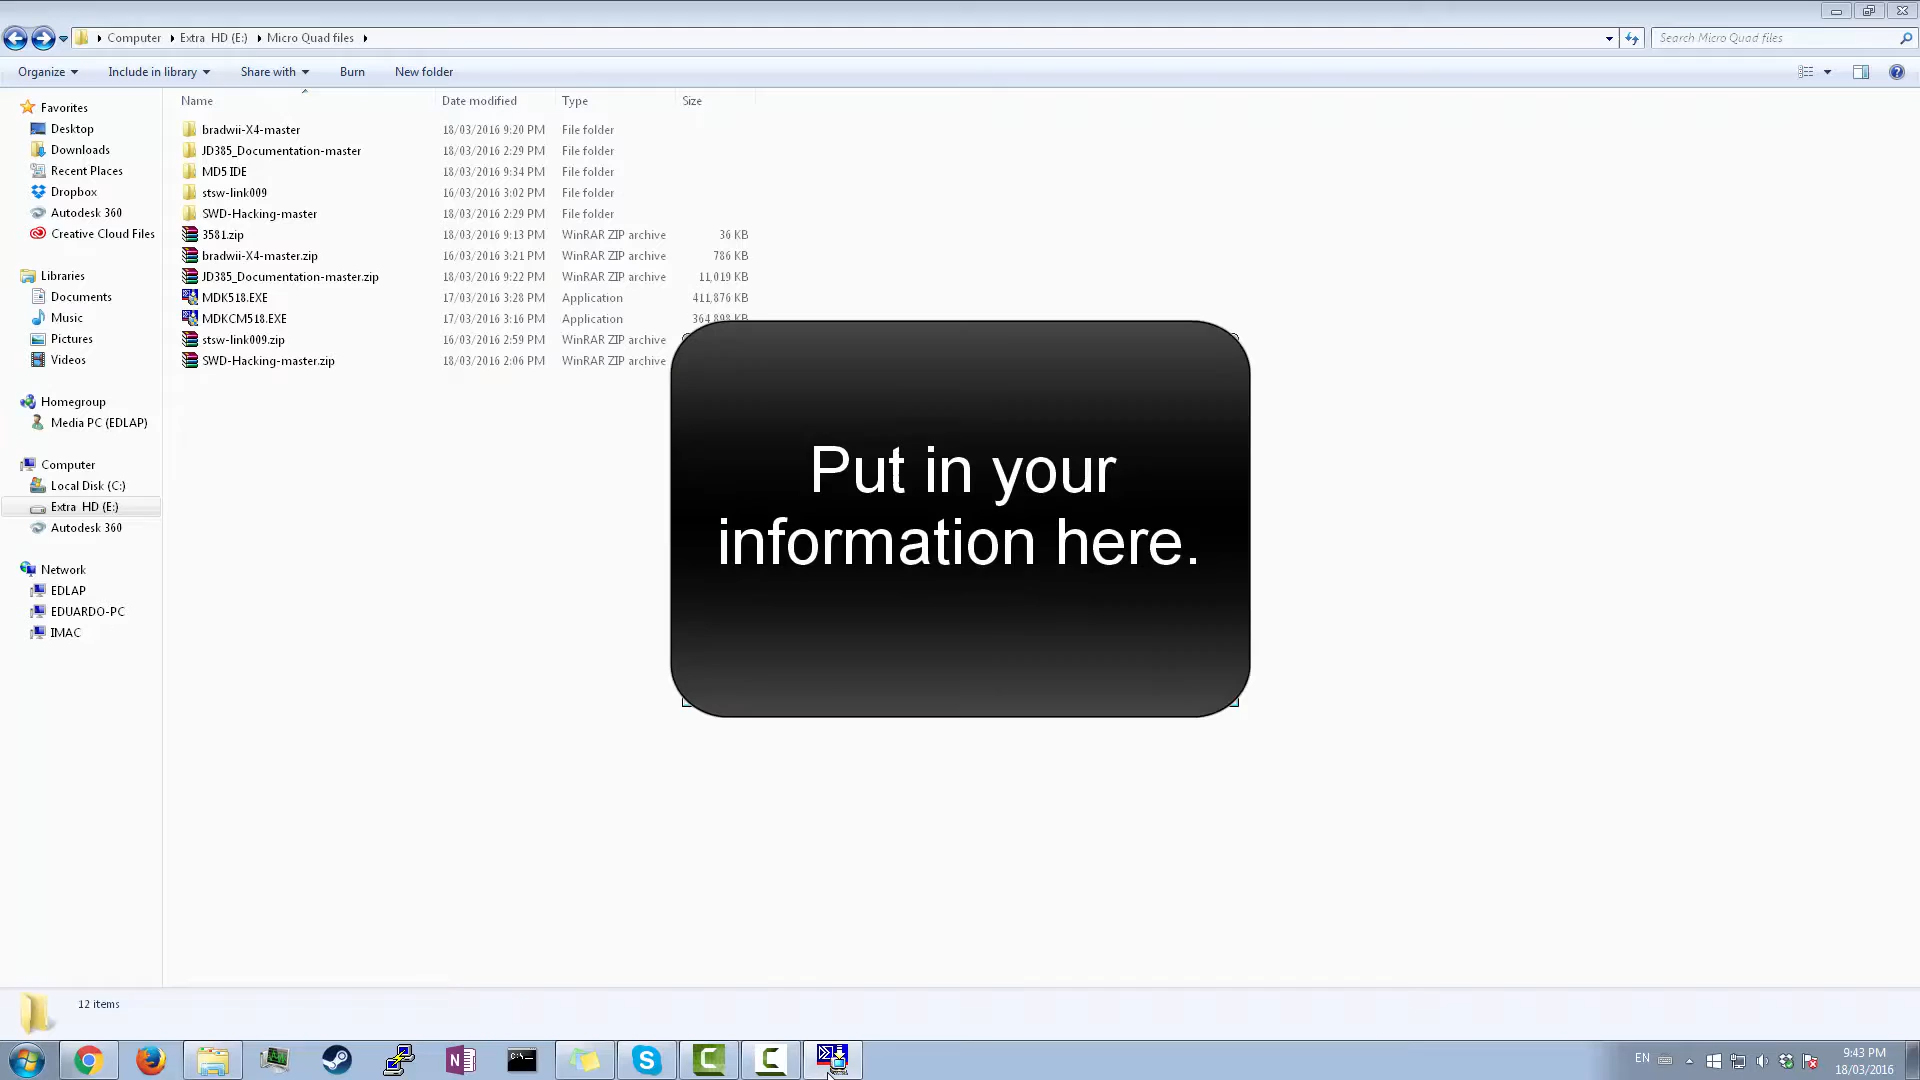 Computer Extra HD (E:) Micro Quad files
Search Micro Quad files
Organize Include in library Share with Burn New folder
Name Date modified Type Size
Favorites
Desktop
Downloads
Recent Places
Dropbox
Autodesk 360
Creative Cloud Files
Libraries
Documents
Music
Pictures
Videos
Homegroup
Media PC (EDLAP)
Computer
Local Disk (C:)
Extra HD (E:)
Autodesk 360
Network
EDLAP
EDUARDO-PC
IMAC
bradwii-X4-master 18/03/2016 9:20 PM File folder
JD385_Documentation-master 18/03/2016 2:29 PM File folder
MD5 IDE 18/03/2016 9:34 PM File folder
stsw-link009 16/03/2016 3:02 PM File folder
SWD-Hacking-master 18/03/2016 2:29 PM File folder
3581.zip 18/03/2016 9:13 PM WinRAR ZIP archive 36 KB
bradwii-X4-master.zip 16/03/2016 3:21 PM WinRAR ZIP archive 786 KB
JD385_Documentation-master.zip 18/03/2016 9:22 PM WinRAR ZIP archive 11,019 KB
MDK518.EXE 17/03/2016 3:28 PM Application 411,876 KB
MDKCM518.EXE 17/03/2016 3:16 PM Application 364,898 KB
stsw-link009.zip 16/03/2016 2:59 PM WinRAR ZIP archive
SWD-Hacking-master.zip 18/03/2016 2:06 PM WinRAR ZIP archive
Put in your
information here.
12 items
EN
9:43 PM
18/03/2016